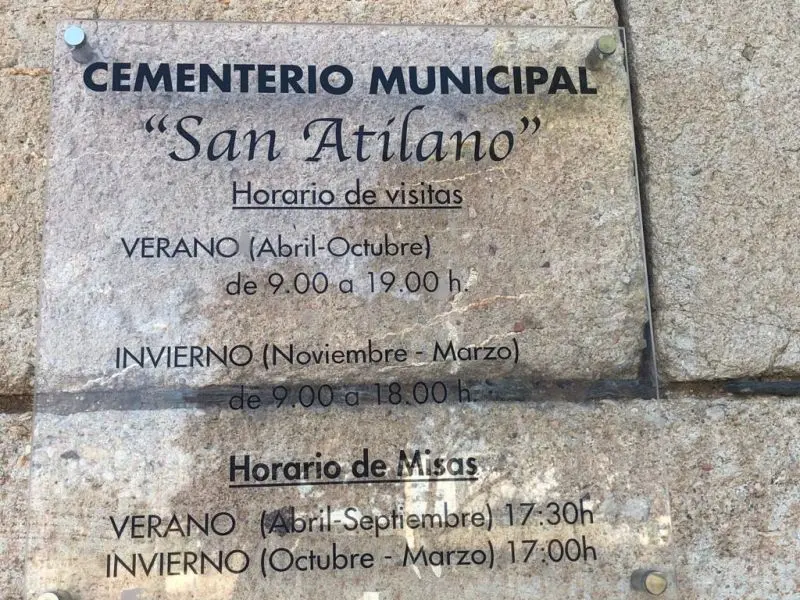 CEMENTERIO MUNICIPAL
“San Atilano”
Horario de visitas
VERANO (Abril-Octubre)
de 9.00 a 19.00 h.
INVIERNO (Noviembre - Marzo)
de 9.00 a 18.00 h.
Horario de Misas
VERANO (Abril-Septiembre) 17:30h
INVIERNO (Octubre - Marzo) 17:00h